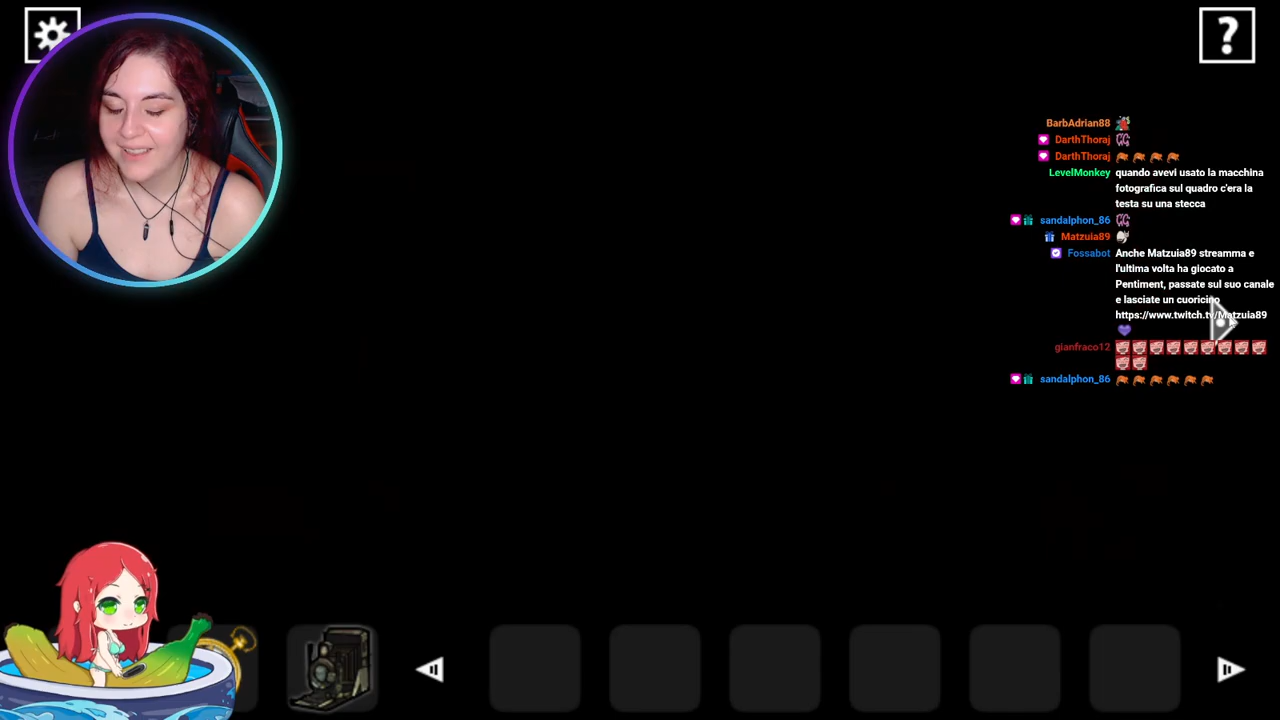 ?
BarbAdrian88
DarthThoraj
DarthThoraj
LevelMonkey quando avevi usato la macchina
fotografica sul quadro c'era la
testa su una stecca
sandalphon_86
Matzuia89
Fossabot Anche Matzuia89 streamma e
l'ultima volta ha giocato a
Pentiment, passate sul suo canale
e lasciate un cuoricino
https://www.twitch.tv/Matzuia89
gianfraco12
sandalphon_86